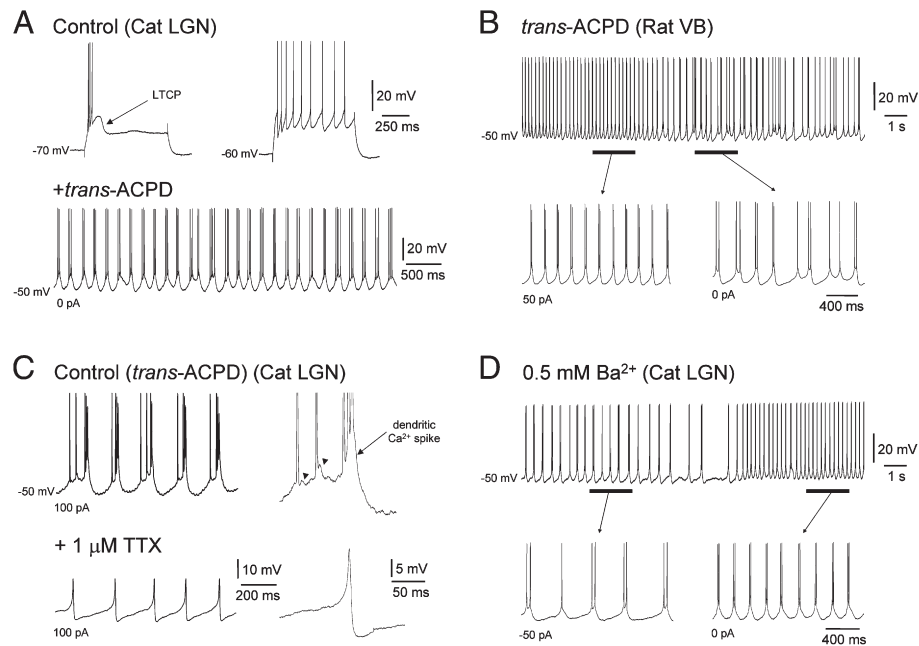 A Control (Cat LGN)
LTCP
20 mV
250 ms
-70 mV
-60 mV
+trans-ACPD
20 mV
500 ms
-50 mV
0 pA
B trans-ACPD (Rat VB)
20 mV
1 s
-50 mV
50 pA
0 pA
400 ms
C Control (trans-ACPD) (Cat LGN)
dendritic
Ca²⁺ spike
-50 mV
100 pA
+ 1 μM TTX
10 mV
200 ms
5 mV
50 ms
100 pA
D 0.5 mM Ba²⁺ (Cat LGN)
20 mV
1 s
-50 mV
-50 pA
0 pA
400 ms